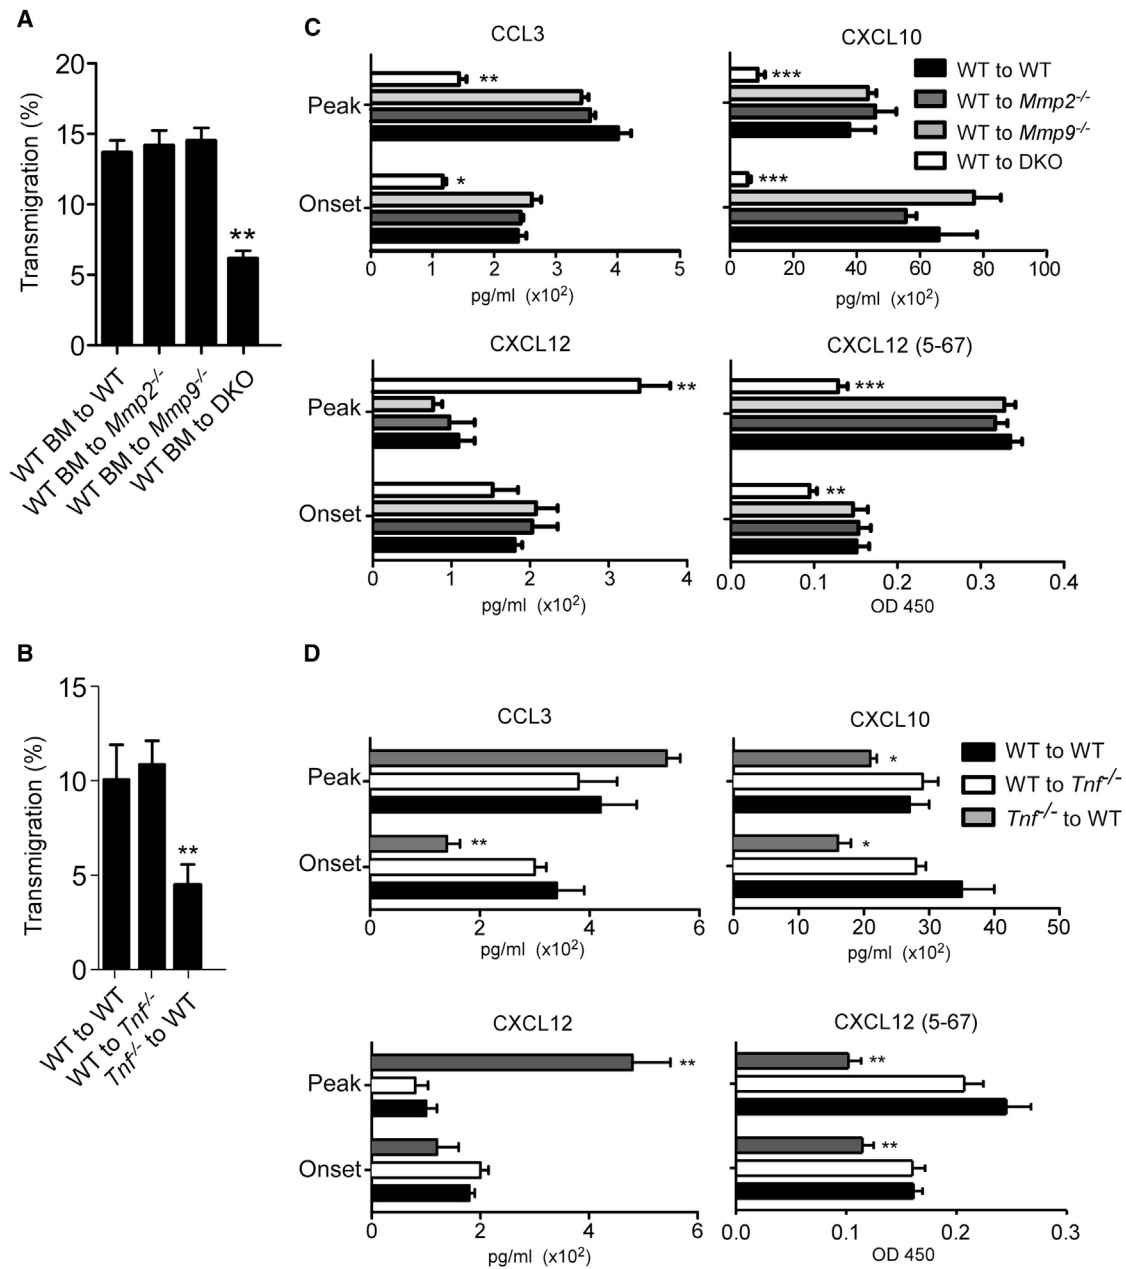 A
Transmigration (%)
20
15
10
5
0
WT BM to WT
WT BM to Mmp2-/-
WT BM to Mmp9-/-
WT BM to DKO
**
C
CCL3
Peak
**
Onset
*
0 1 2 3 4 5
pg/ml (x10²)
CXCL10
***
***
0 20 40 60 80 100
pg/ml (x10²)
WT to WT
WT to Mmp2-/-
WT to Mmp9-/-
WT to DKO
CXCL12
Peak
**
Onset
0 1 2 3 4
pg/ml (x10²)
CXCL12 (5-67)
***
**
0.0 0.1 0.2 0.3 0.4
OD 450
B
Transmigration (%)
15
10
5
0
**
WT to WT
WT to Tnf-/-
Tnf-/- to WT
D
CCL3
Peak
Onset
**
0 2 4 6
pg/ml (x10²)
CXCL10
*
*
0 10 20 30 40 50
pg/ml (x10²)
WT to WT
WT to Tnf-/-
Tnf-/- to WT
CXCL12
Peak
**
Onset
0 2 4 6
pg/ml (x10²)
CXCL12 (5-67)
**
**
0.0 0.1 0.2 0.3
OD 450